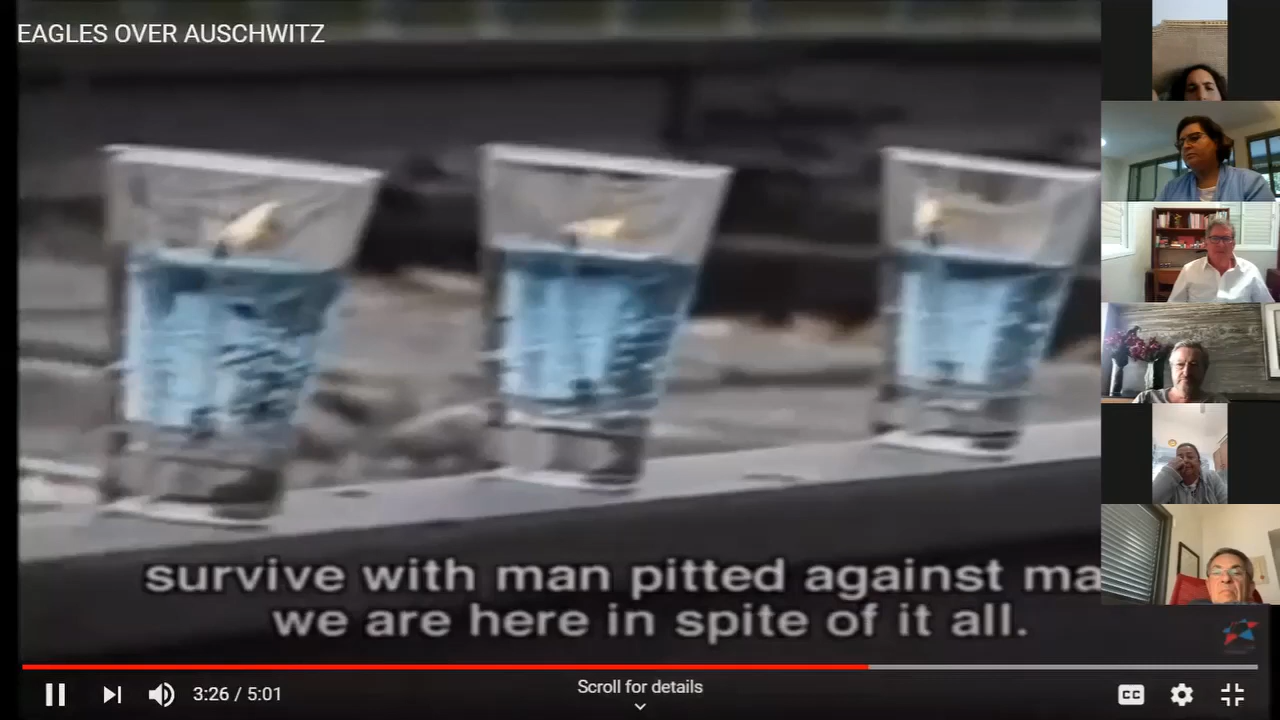 EAGLES OVER AUSCHWITZ
survive with man pitted against ma
we are here in spite of it all.
3:26 / 5:01
Scroll for details
CC